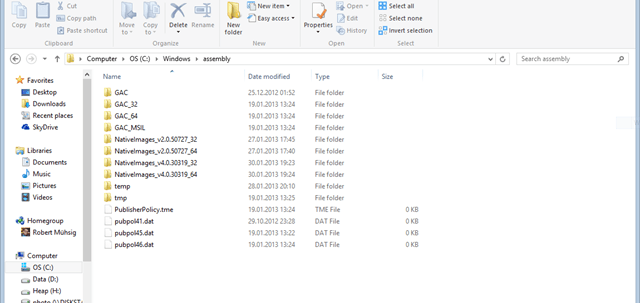 Copy
Paste
Cut
Copy path
Paste shortcut
Clipboard
Move to
Copy to
Delete
Rename
Organize
New folder
New item
Easy access
New
Properties
Open
Edit
History
Open
Select all
Select none
Invert selection
Select
Computer
OS (C:)
Windows
assembly
Search assembly
Name
Date modified
Type
Size
Favorites
Desktop
Downloads
Recent places
SkyDrive
Libraries
Documents
Music
Pictures
Videos
Homegroup
Robert Mühsig
Computer
OS (C:)
Data (D:)
Heap (H:)
GAC 25.12.2012 01:52 File folder
GAC_32 19.01.2013 13:24 File folder
GAC_64 19.01.2013 13:24 File folder
GAC_MSIL 19.01.2013 13:24 File folder
NativeImages_v2.0.50727_32 27.01.2013 17:45 File folder
NativeImages_v2.0.50727_64 27.01.2013 17:40 File folder
NativeImages_v4.0.30319_32 30.01.2013 19:23 File folder
NativeImages_v4.0.30319_64 30.01.2013 19:24 File folder
temp 28.01.2013 20:10 File folder
tmp 19.01.2013 13:24 File folder
PublisherPolicy.tme 19.01.2013 13:24 TME File 0 KB
pubpol41.dat 29.10.2012 23:28 DAT File 0 KB
pubpol45.dat 19.01.2013 13:22 DAT File 0 KB
pubpol46.dat 19.01.2013 13:24 DAT File 0 KB